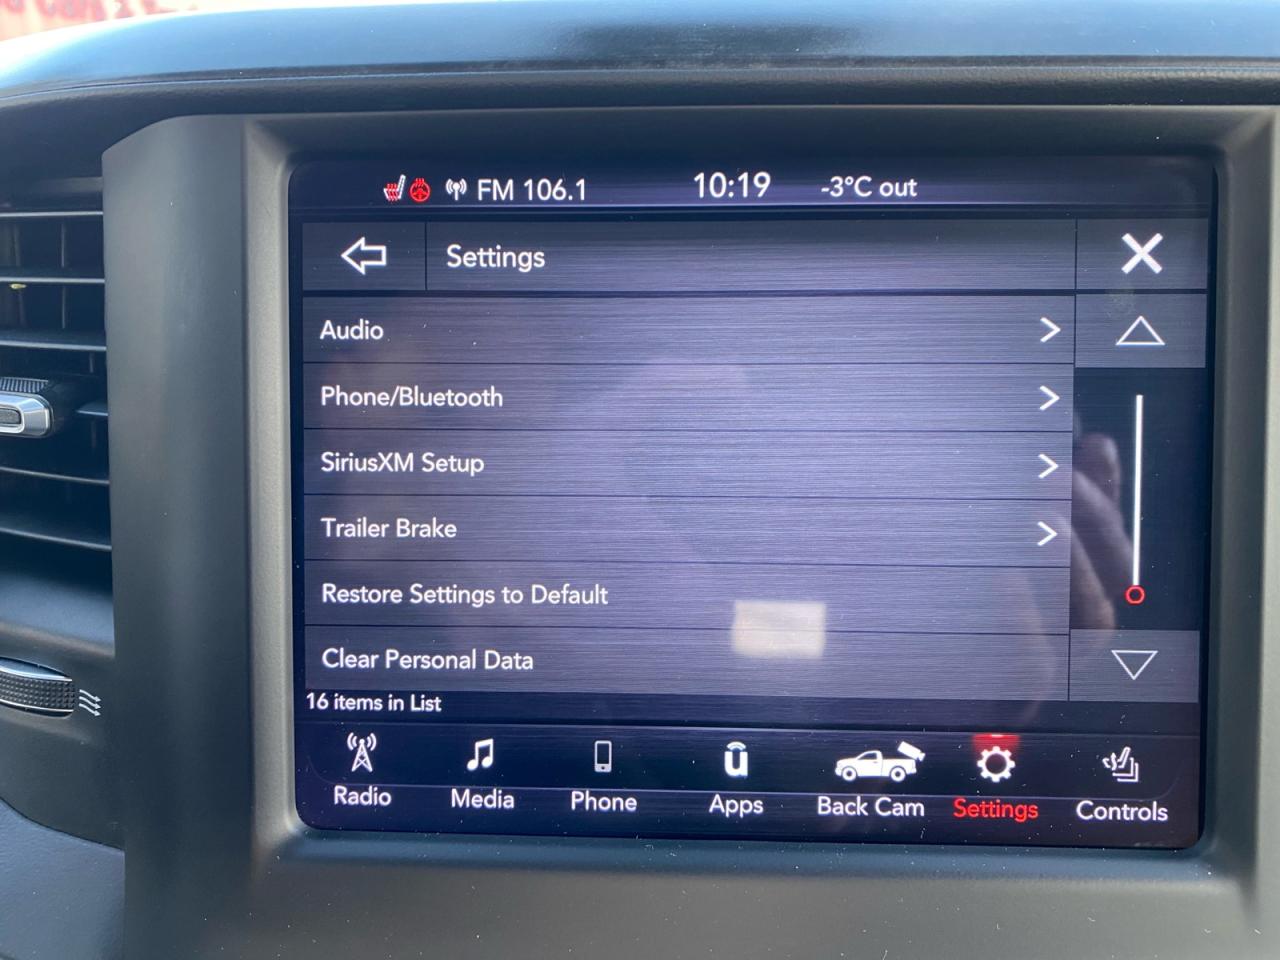 FM 106.1 10:19 -3°C out
Settings
Audio
Phone/Bluetooth
SiriusXM Setup
Trailer Brake
Restore Settings to Default
Clear Personal Data
16 items in List
Radio Media Phone Apps Back Cam Settings Controls